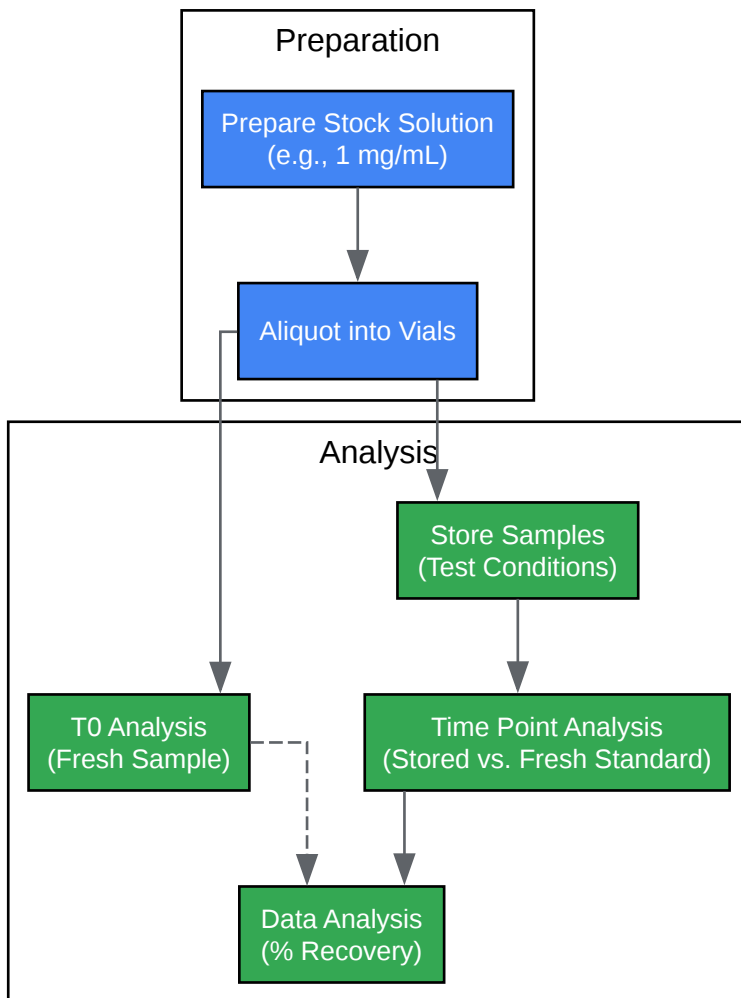 Preparation
Prepare Stock Solution
(e.g., 1 mg/mL)
Aliquot into Vials
Analysis
Store Samples
(Test Conditions)
T0 Analysis
(Fresh Sample)
Time Point Analysis
(Stored vs. Fresh Standard)
Data Analysis
(% Recovery)